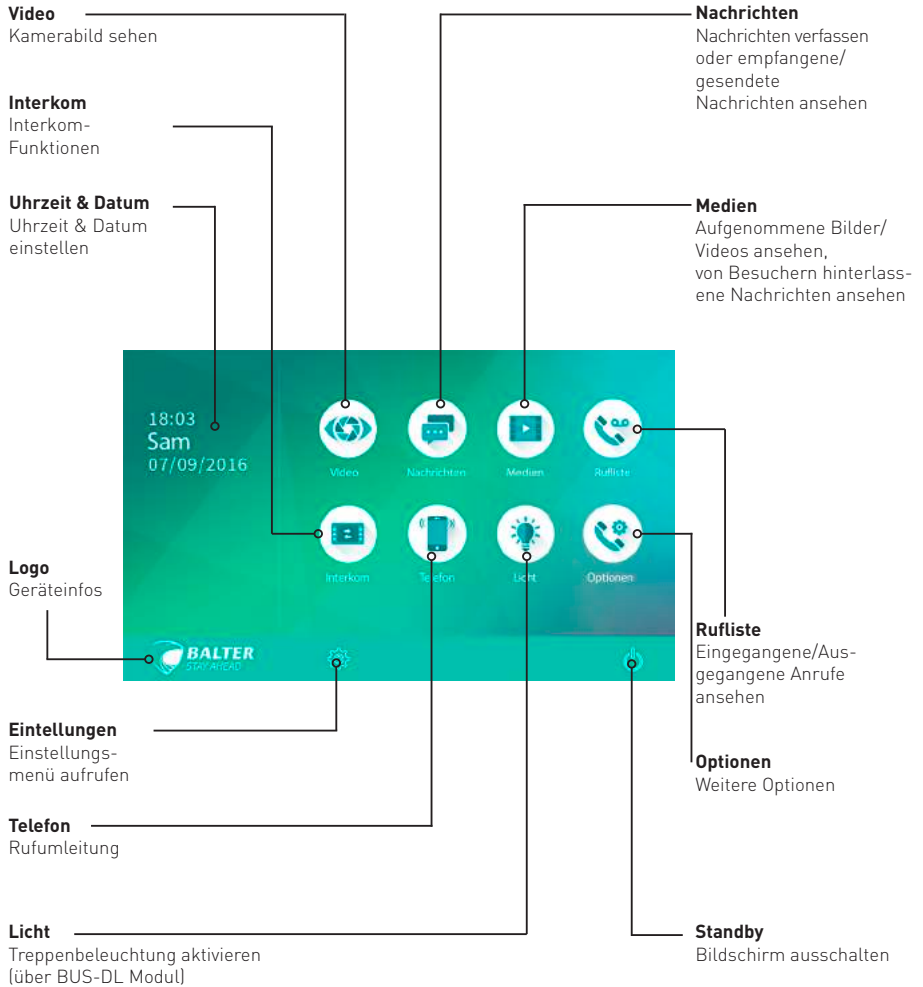 Video
Kamerabild sehen
Interkom
Interkom-
Funktionen
Uhrzeit & Datum
Uhrzeit & Datum
einstellen
Nachrichten
Nachrichten verfassen
oder empfangene/
gesendete
Nachrichten ansehen
Medien
Aufgenommene Bilder/
Videos ansehen,
von Besuchern hinterlass-
ene Nachrichten ansehen
18:03
Sam
07/09/2016
Video
Nachrichten
Medien
Rufliste
Interkom
Telefon
Licht
Optionen
BALTER
STAY AHEAD
Logo
Geräteinfos
Eintellungen
Einstellungs-
menü aufrufen
Telefon
Rufumleitung
Licht
Treppenbeleuchtung aktivieren
(über BUS-DL Modul)
Rufliste
Eingegangene/Aus-
gegangene Anrufe
ansehen
Optionen
Weitere Optionen
Standby
Bildschirm ausschalten